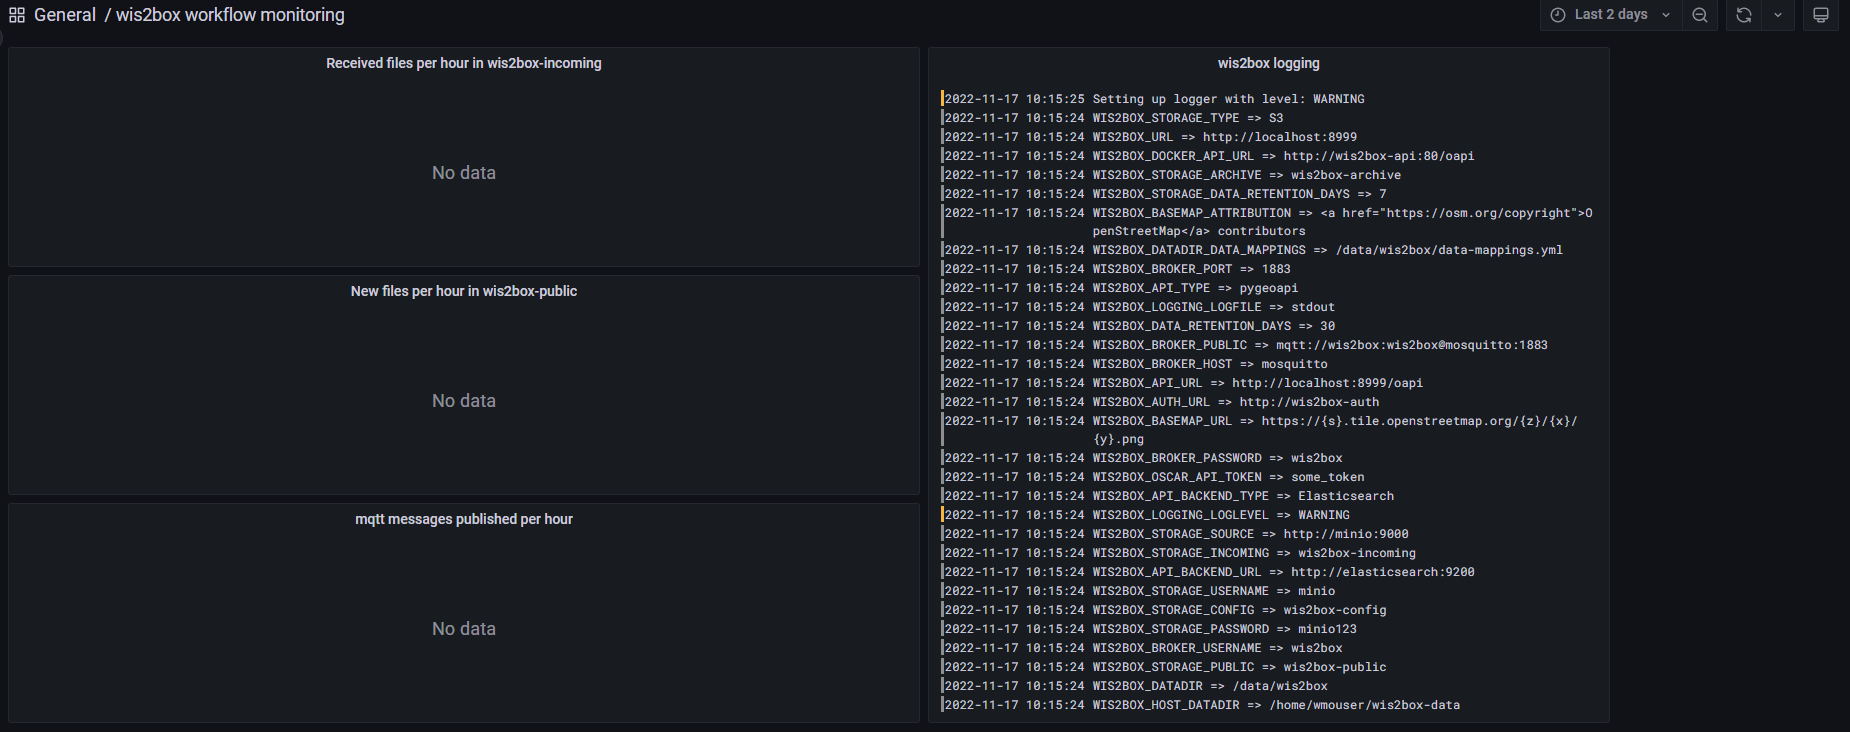 General / wis2box workflow monitoring
Last 2 days
Received files per hour in wis2box-incoming
No data
New files per hour in wis2box-public
No data
mqtt messages published per hour
No data
wis2box logging
2022-11-17 10:15:25 Setting up logger with level: WARNING
2022-11-17 10:15:24 WIS2BOX_STORAGE_TYPE => S3
2022-11-17 10:15:24 WIS2BOX_URL => http://localhost:8999
2022-11-17 10:15:24 WIS2BOX_DOCKER_API_URL => http://wis2box-api:80/oapi
2022-11-17 10:15:24 WIS2BOX_STORAGE_ARCHIVE => wis2box-archive
2022-11-17 10:15:24 WIS2BOX_STORAGE_DATA_RETENTION_DAYS => 7
2022-11-17 10:15:24 WIS2BOX_BASEMAP_ATTRIBUTION => <a href="https://osm.org/copyright">O
penStreetMap</a> contributors
2022-11-17 10:15:24 WIS2BOX_DATADIR_DATA_MAPPINGS => /data/wis2box/data-mappings.yml
2022-11-17 10:15:24 WIS2BOX_BROKER_PORT => 1883
2022-11-17 10:15:24 WIS2BOX_API_TYPE => pygeoapi
2022-11-17 10:15:24 WIS2BOX_LOGGING_LOGFILE => stdout
2022-11-17 10:15:24 WIS2BOX_DATA_RETENTION_DAYS => 30
2022-11-17 10:15:24 WIS2BOX_BROKER_PUBLIC => mqtt://wis2box:wis2box@mosquitto:1883
2022-11-17 10:15:24 WIS2BOX_BROKER_HOST => mosquitto
2022-11-17 10:15:24 WIS2BOX_API_URL => http://localhost:8999/oapi
2022-11-17 10:15:24 WIS2BOX_AUTH_URL => http://wis2box-auth
2022-11-17 10:15:24 WIS2BOX_BASEMAP_URL => https://{s}.tile.openstreetmap.org/{z}/{x}/
{y}.png
2022-11-17 10:15:24 WIS2BOX_BROKER_PASSWORD => wis2box
2022-11-17 10:15:24 WIS2BOX_OSCAR_API_TOKEN => some_token
2022-11-17 10:15:24 WIS2BOX_API_BACKEND_TYPE => Elasticsearch
2022-11-17 10:15:24 WIS2BOX_LOGGING_LOGLEVEL => WARNING
2022-11-17 10:15:24 WIS2BOX_STORAGE_SOURCE => http://minio:9000
2022-11-17 10:15:24 WIS2BOX_STORAGE_INCOMING => wis2box-incoming
2022-11-17 10:15:24 WIS2BOX_API_BACKEND_URL => http://elasticsearch:9200
2022-11-17 10:15:24 WIS2BOX_STORAGE_USERNAME => minio
2022-11-17 10:15:24 WIS2BOX_STORAGE_CONFIG => wis2box-config
2022-11-17 10:15:24 WIS2BOX_STORAGE_PASSWORD => minio123
2022-11-17 10:15:24 WIS2BOX_BROKER_USERNAME => wis2box
2022-11-17 10:15:24 WIS2BOX_STORAGE_PUBLIC => wis2box-public
2022-11-17 10:15:24 WIS2BOX_DATADIR => /data/wis2box
2022-11-17 10:15:24 WIS2BOX_HOST_DATADIR => /home/wmouser/wis2box-data